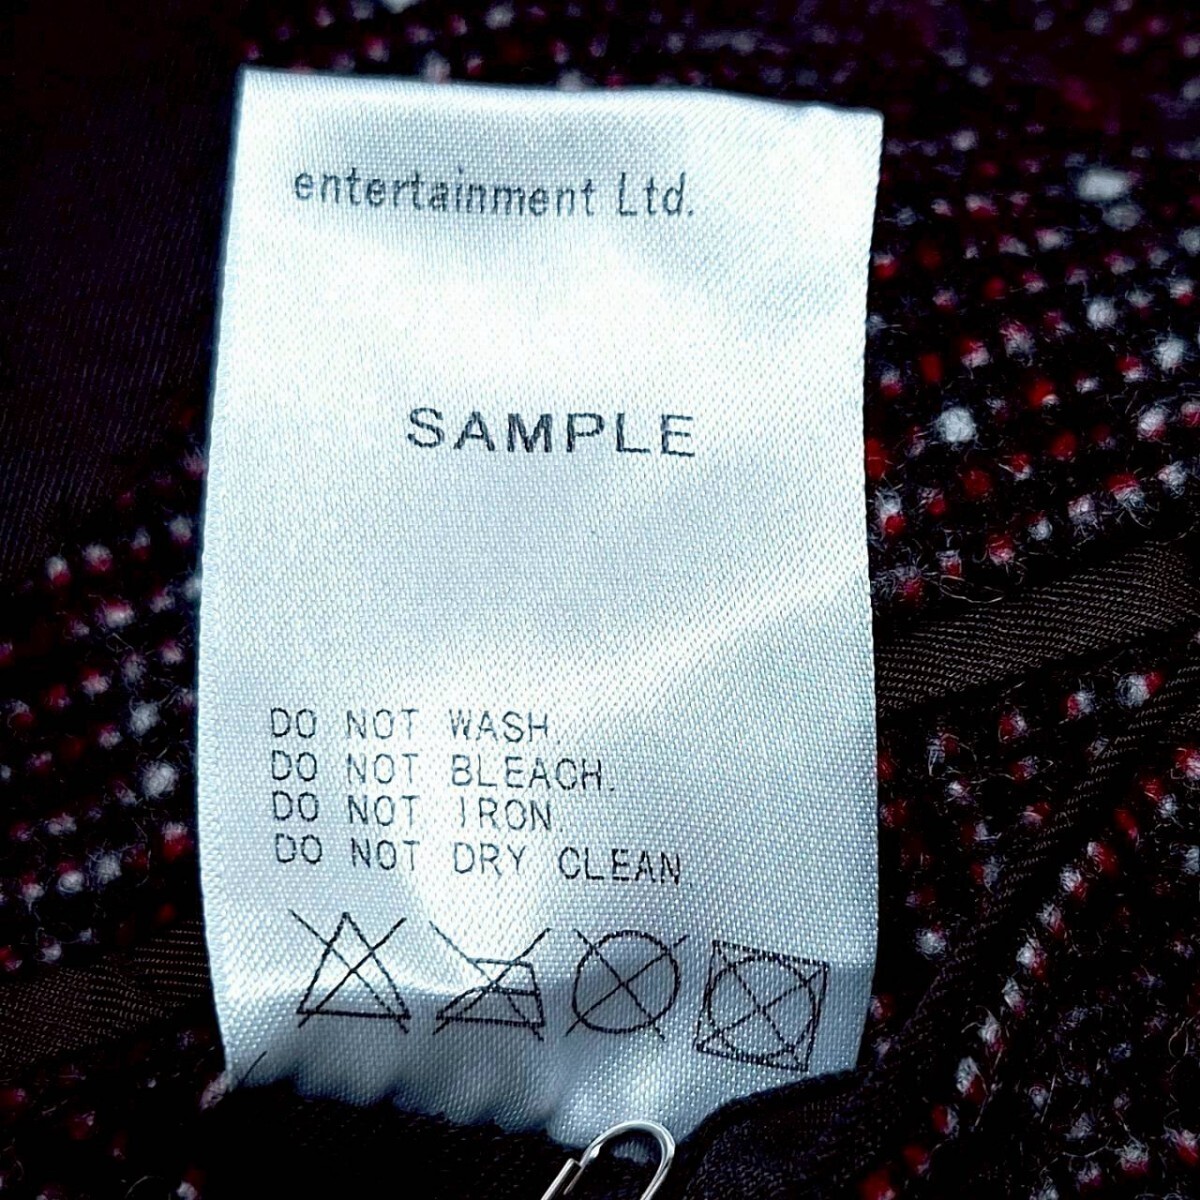 entertainment Ltd.
SAMPLE
DO NOT WASH.
DO NOT BLEACH.
DO NOT IRON.
DO NOT DRY CLEAN.